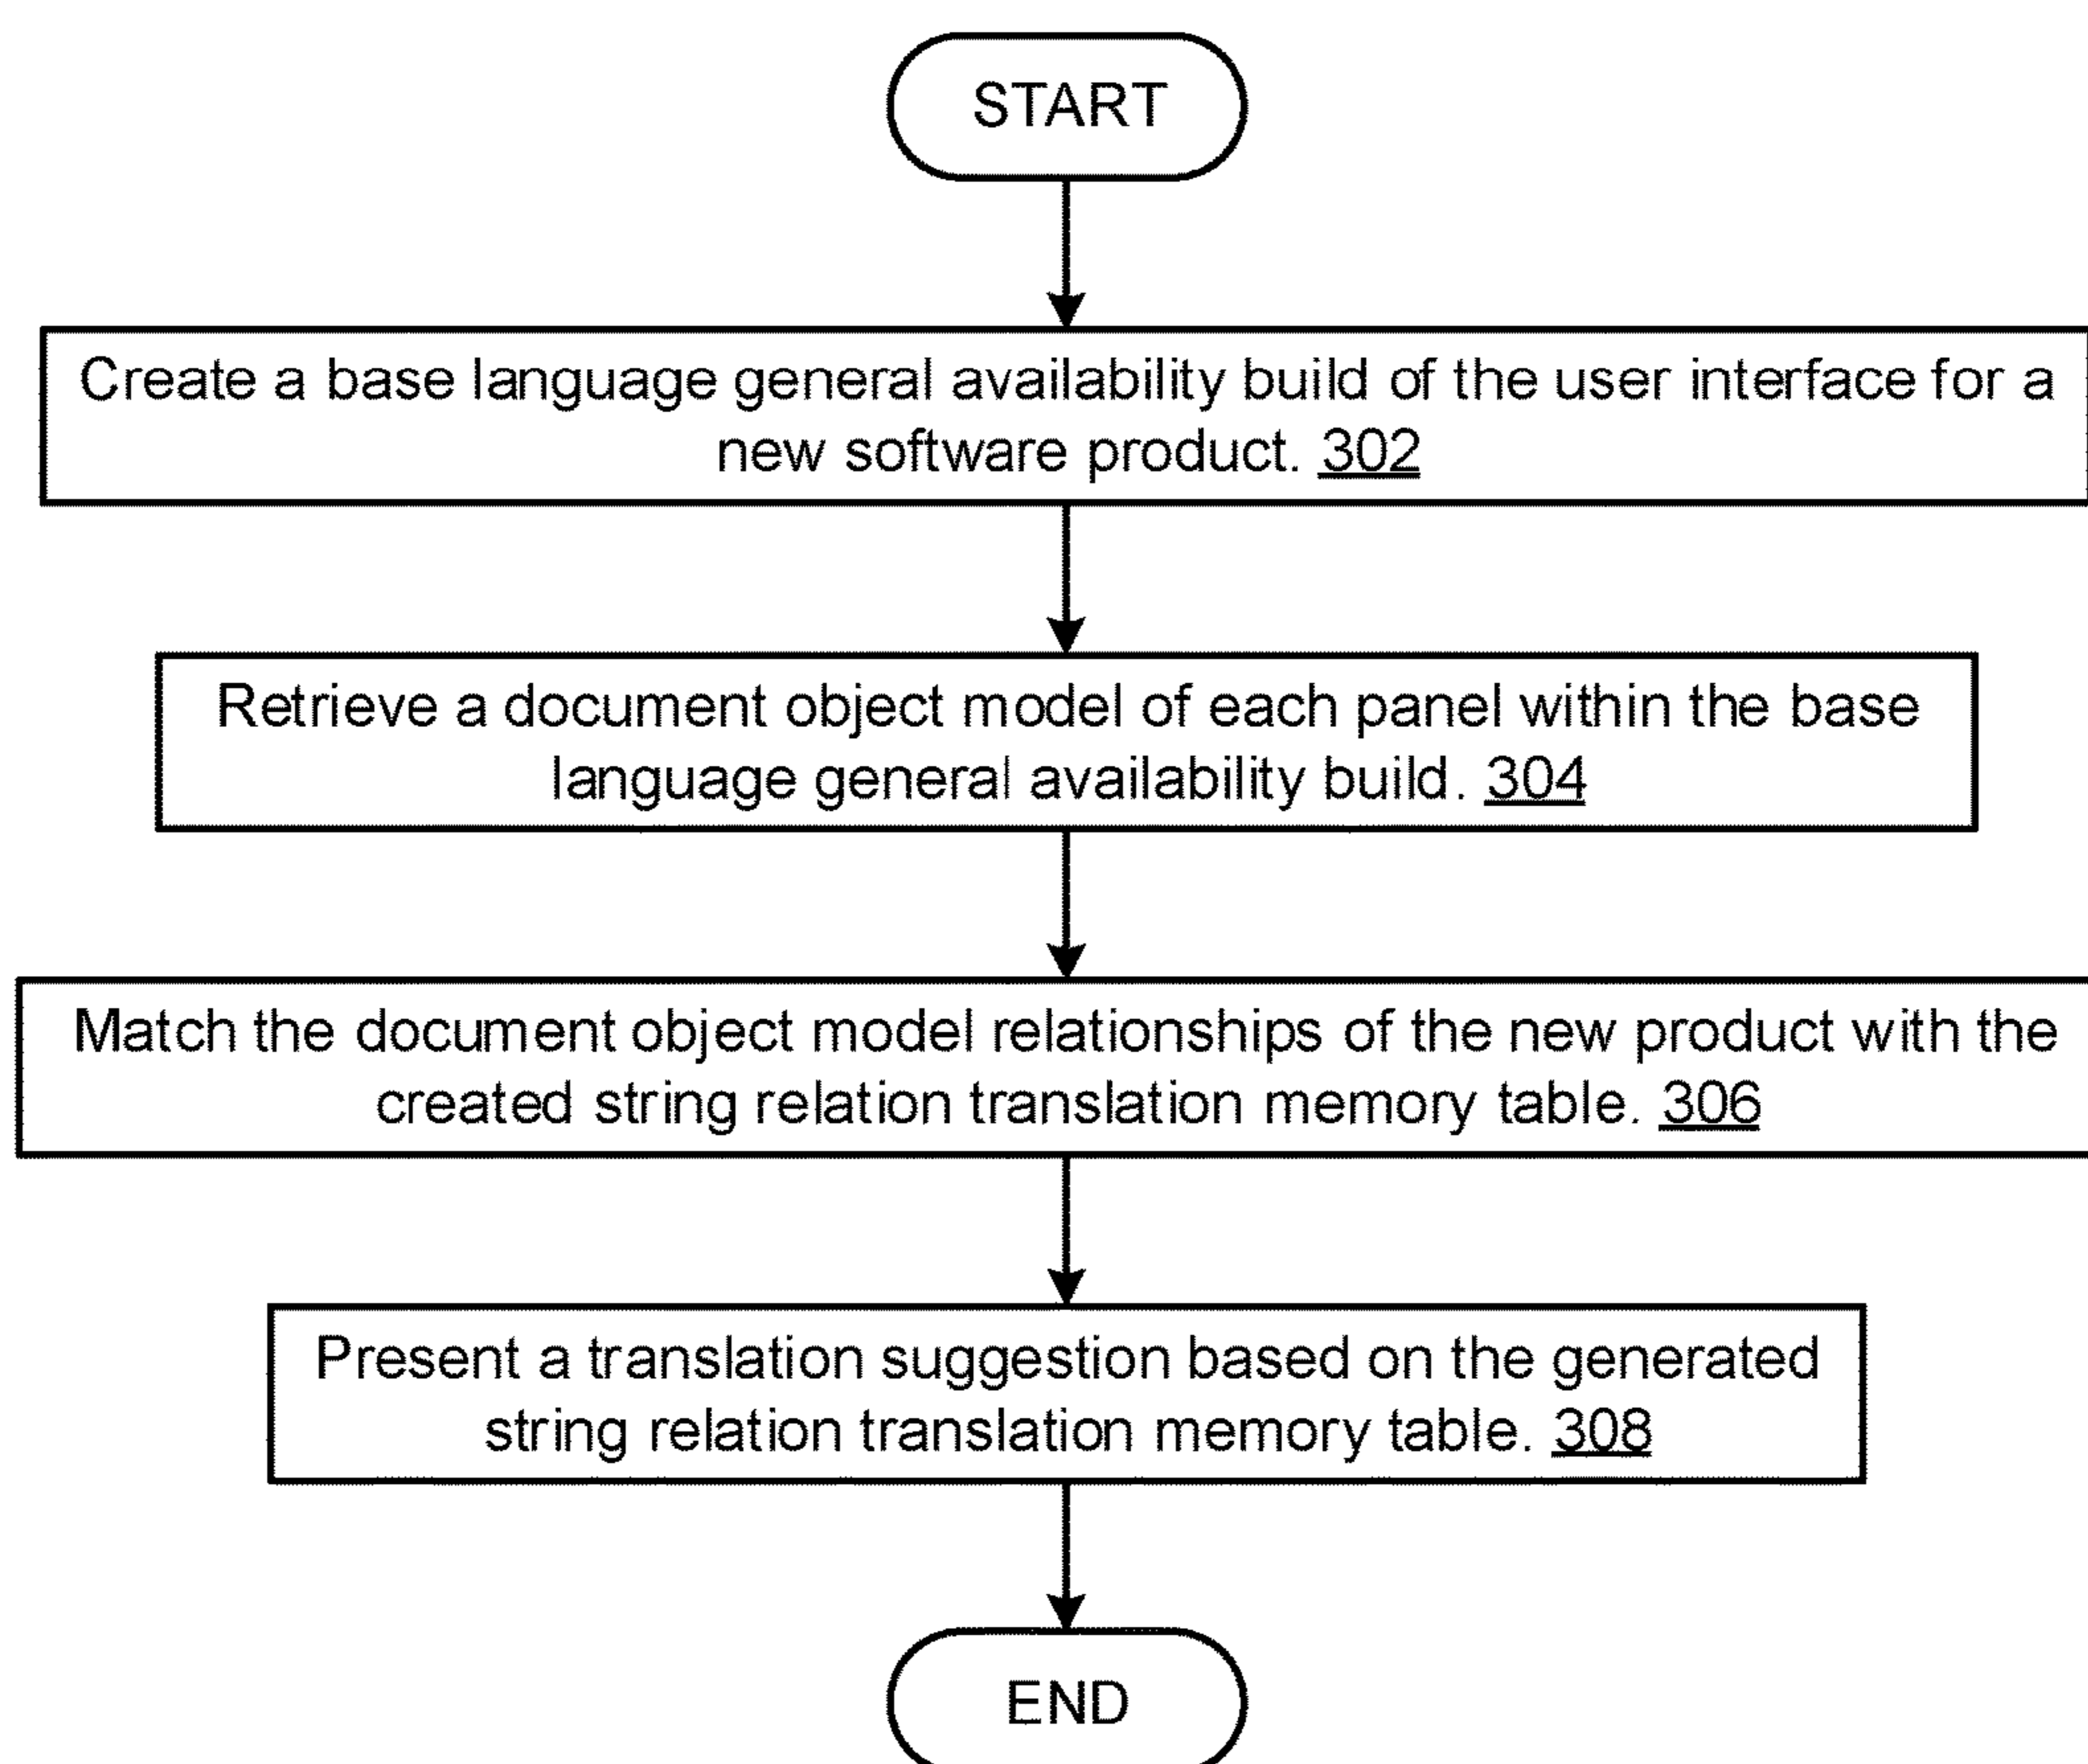 START
Create a base language general availability build of the user interface for a
new software product. 302
Retrieve a document object model of each panel within the base
language general availability build. 304
Match the document object model relationships of the new product with the
created string relation translation memory table. 306
Present a translation suggestion based on the generated
string relation translation memory table. 308
END